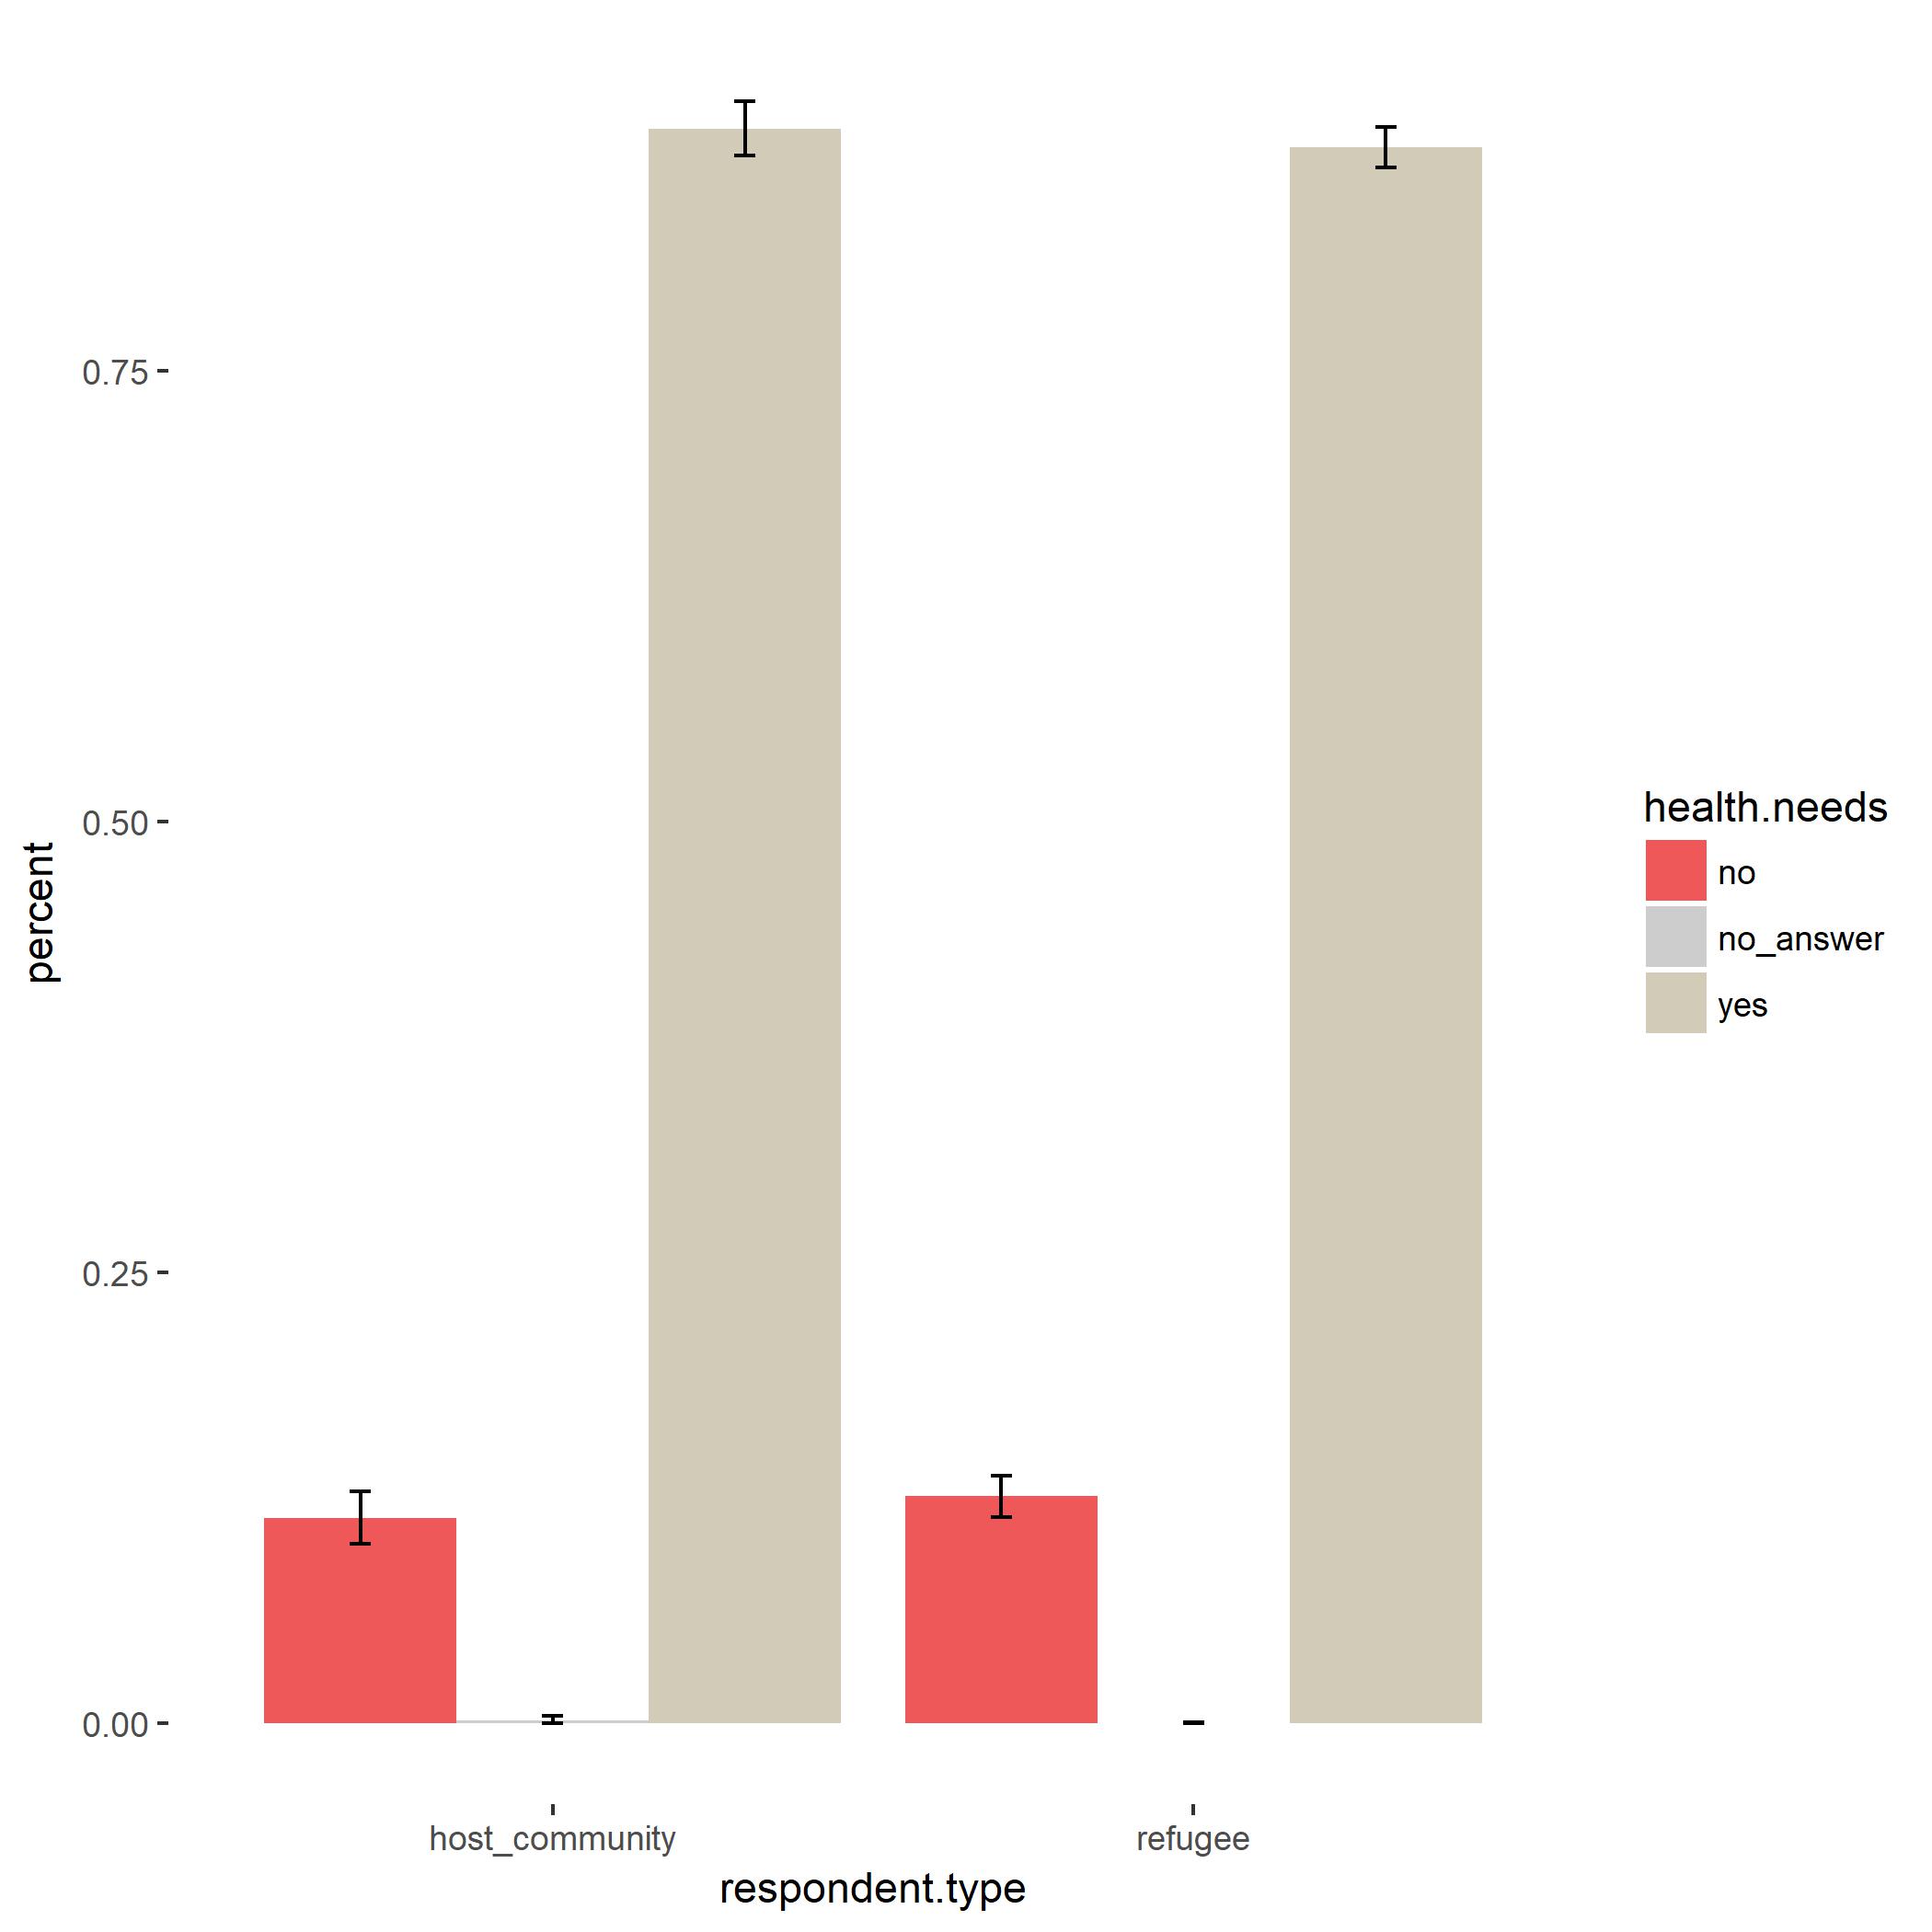 percent
0.75
0.50
0.25
0.00
host_community
refugee
respondent.type
health.needs
no
no_answer
yes